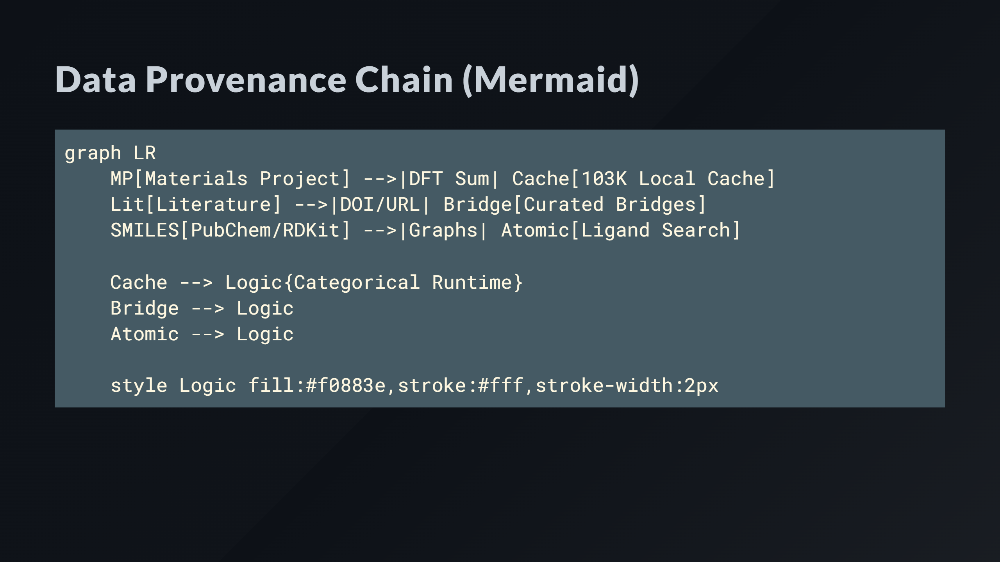 Data Provenance Chain (Mermaid)
graph LR
    MP[Materials Project] -->|DFT Sum| Cache[103K Local Cache]
    Lit[Literature] -->|DOI/URL| Bridge[Curated Bridges]
    SMILES[PubChem/RDKit] -->|Graphs| Atomic[Ligand Search]

    Cache --> Logic{Categorical Runtime}
    Bridge --> Logic
    Atomic --> Logic

    style Logic fill:#f0883e,stroke:#fff,stroke-width:2px